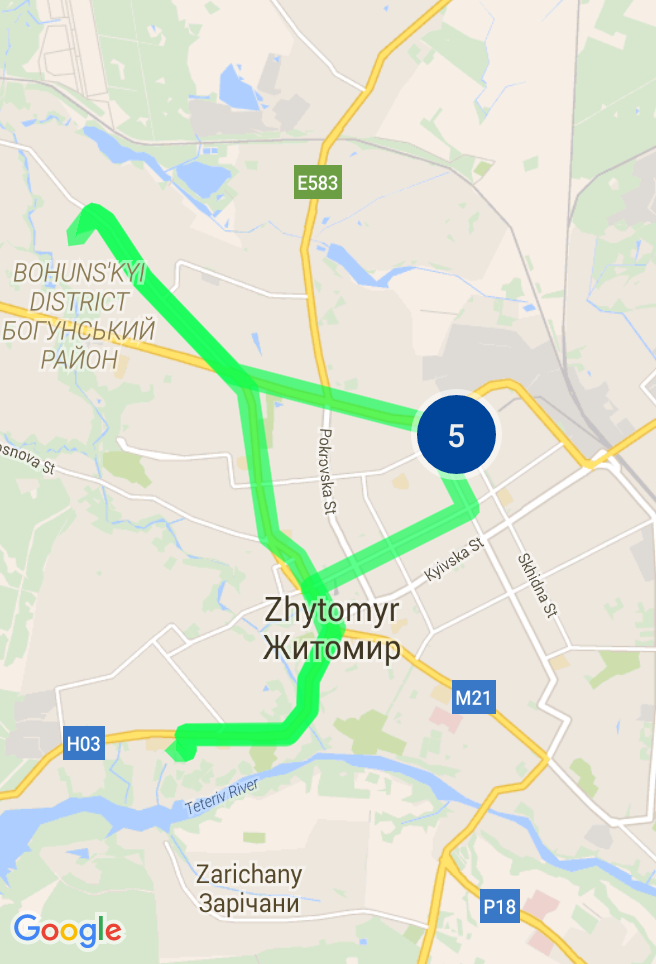 E583
BOHUNS'KYI
DISTRICT
БОГУНСЬКИЙ
РАЙОН
5
Pokrovska St
osnova St
Kyivska St
Skhidna St
Zhytomyr
Житомир
M21
H03
Teteriv River
Zarichany
Зарічани
P18
Google